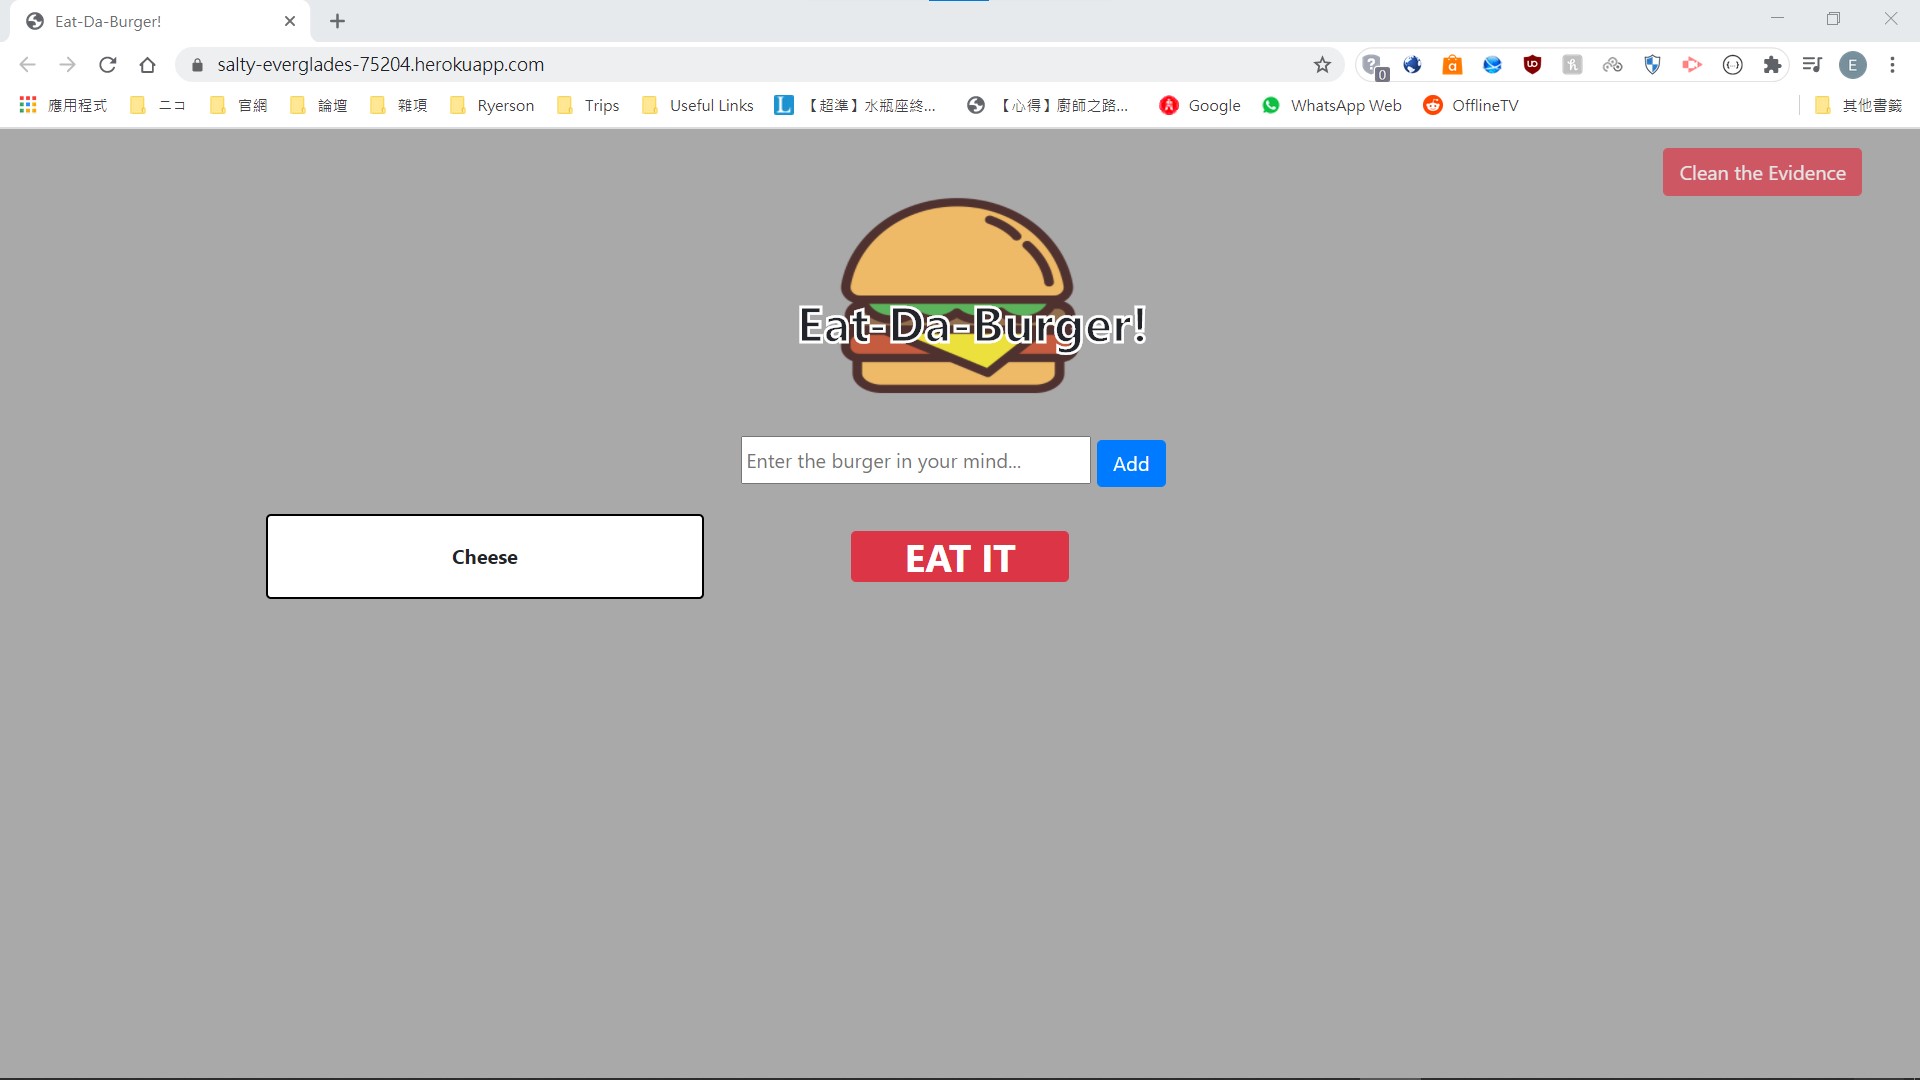 Eat-Da-Burger!
salty-everglades-75204.herokuapp.com
0
E
應用程式 ニコ 官網 論壇 雜項 Ryerson Trips Useful Links 【超準】水瓶座終... 【心得】廚師之路... Google WhatsApp Web OfflineTV 其他書籤
Clean the Evidence
Eat-Da-Burger!
Enter the burger in your mind... Add
Cheese EAT IT